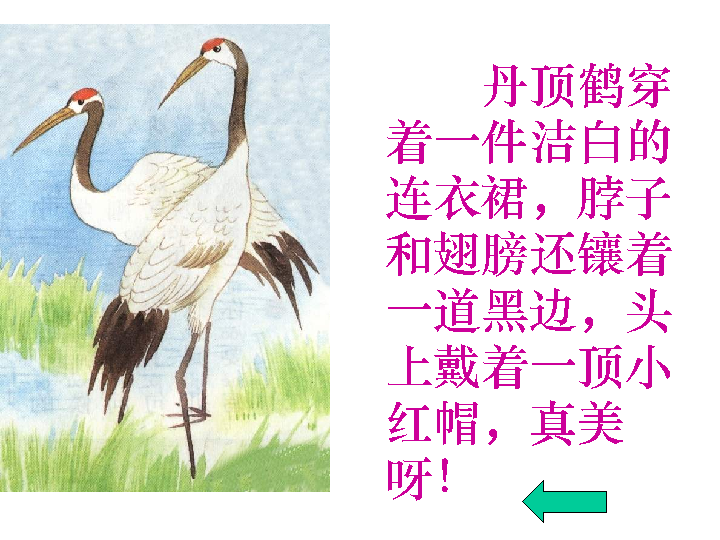 丹顶鹤穿
着一件洁白的
连衣裙，脖子
和翅膀还镶着
一道黑边，头
上戴着一顶小
红帽，真美
呀！